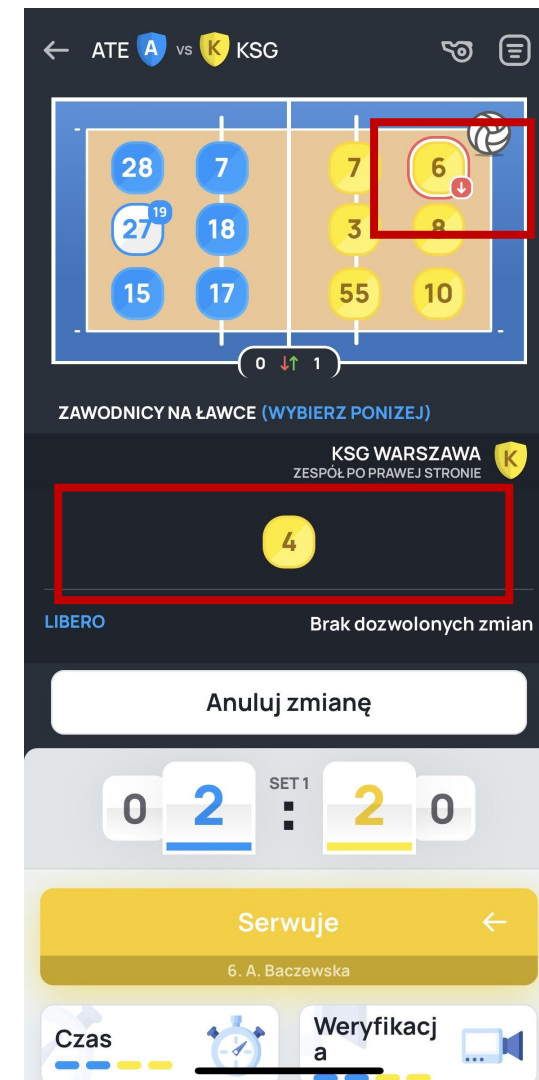 ATE A vs K KSG
28 7 7 6
27 19 18 3 8
15 17 55 10
0 1
ZAWODNICY NA ŁAWCE (WYBIERZ PONIZEJ)
KSG WARSZAWA K
ZESPÓŁ PO PRAWEJ STRONIE
4
LIBERO Brak dozwolonych zmian
Anuluj zmianę
SET 1
0 2 : 2 0
Serwuje
6. A. Baczewska
Czas
Weryfikacj
a